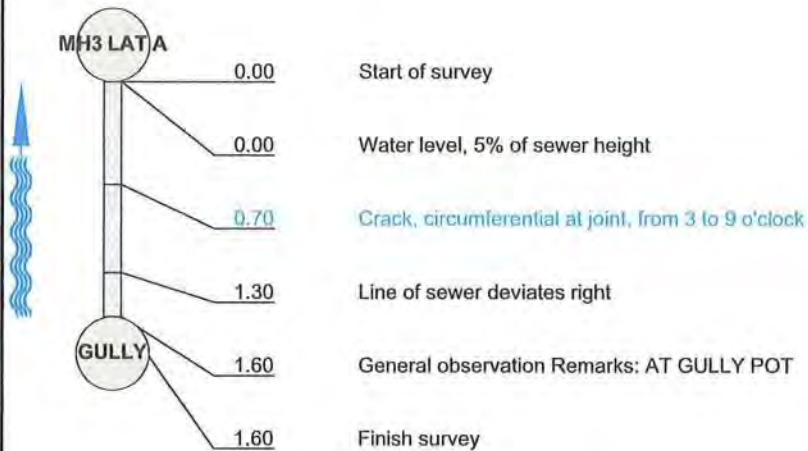 MH3 LAT A
0.00 Start of survey
0.00 Water level, 5% of sewer height
0.70 Crack, circumferential at joint, from 3 to 9 o'clock
1.30 Line of sewer deviates right
GULLY
1.60 General observation Remarks: AT GULLY POT
1.60 Finish survey